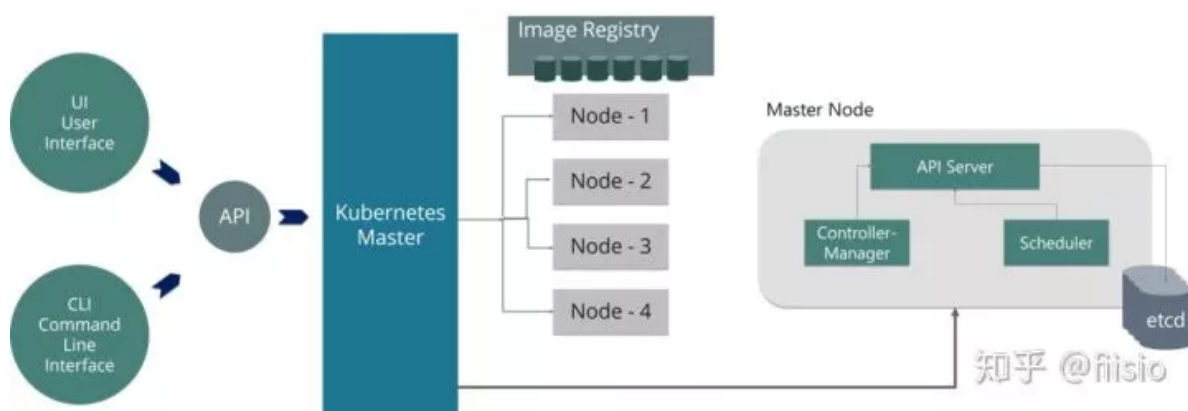 UI
User
Interface
CLI
Command
Line
Interface
API
Kubernetes
Master
Image Registry
Node - 1
Node - 2
Node - 3
Node - 4
Master Node
API Server
Controller-
Manager
Scheduler
etcd
知乎 @fiisio